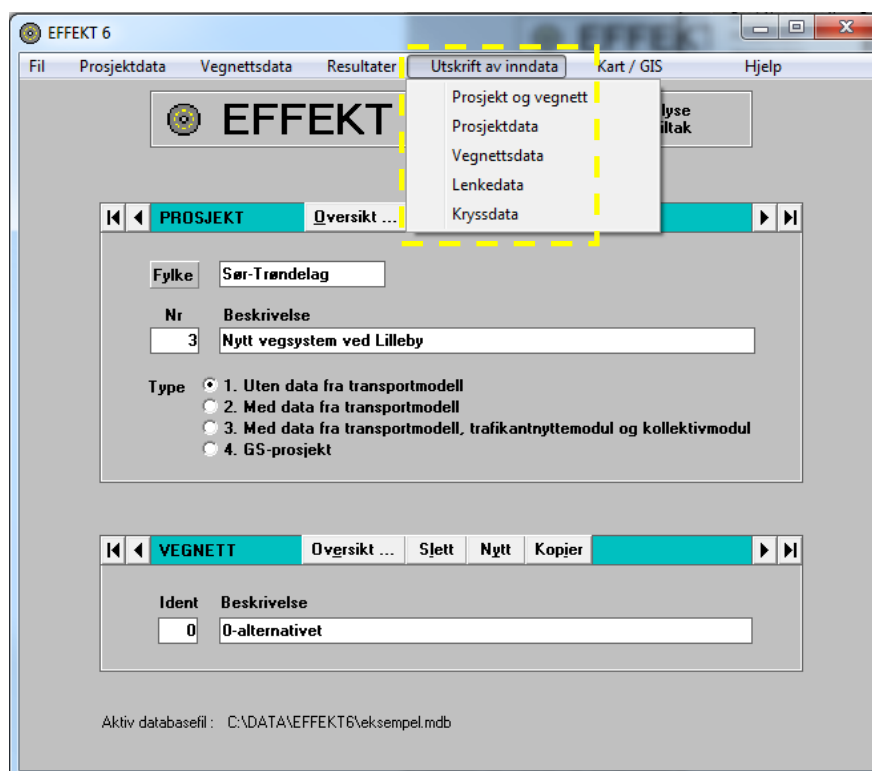 EFFEKT 6
Fil Prosjektdata Vegnettsdata Resultater Utskrift av inndata Kart / GIS Hjelp
Prosjekt og vegnett
Prosjektdata
Vegnettsdata
Lenkedata
Kryssdata
EFFEKT
lyse
iltak
PROSJEKT Oversikt ...
Fylke Sør-Trøndelag
Nr Beskrivelse
3 Nytt vegsystem ved Lilleby
Type 1. Uten data fra transportmodell
2. Med data fra transportmodell
3. Med data fra transportmodell, trafikantnyttemodul og kollektivmodul
4. GS-prosjekt
VEGNETT Oversikt ... Slett Nytt Kopier
Ident Beskrivelse
0 0-alternativet
Aktiv databasefil : C:\DATA\EFFEKT6\eksempel.mdb